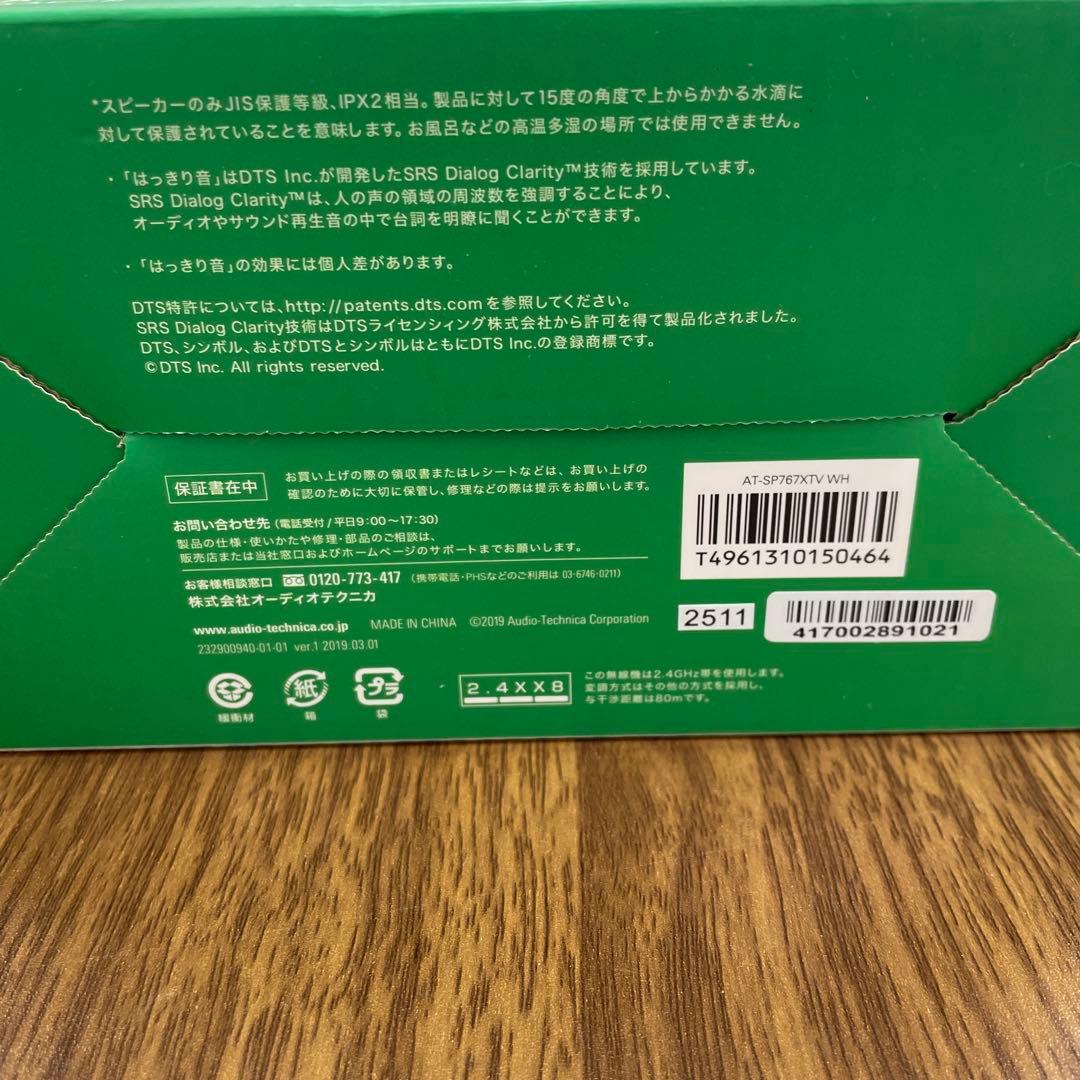 *スピーカーのみJIS保護等級、IPX2相当。製品に対して15度の角度で上からかかる水滴に
対して保護されていることを意味します。お風呂などの高温多湿の場所では使用できません。
・「はっきり音」はDTS Inc.が開発したSRS Dialog Clarity™技術を採用しています。
SRS Dialog Clarity™は、人の声の領域の周波数を強調することにより、
オーディオやサウンド再生音の中で台詞を明瞭に聞くことができます。
・「はっきり音」の効果には個人差があります。
DTS特許については、http://patents.dts.comを参照してください。
SRS Dialog Clarity技術はDTSライセンシィング株式会社から許可を得て製品化されました。
DTS、シンボル、およびDTSとシンボルはともにDTS Inc.の登録商標です。
©DTS Inc. All rights reserved.
保証書在中
お買い上げの際の領収書またはレシートなどは、お買い上げの
確認のために大切に保管し、修理などの際は提示をお願いします。
お問い合わせ先（電話受付/平日9:00～17:30）
製品の仕様・使いかたや修理・部品のご相談は、
販売店または当社窓口およびホームページのサポートまでお願いします。
お客様相談窓口 0120-773-417（携帯電話・PHSなどのご利用は 03-6746-0211）
株式会社オーディオテクニカ
www.audio-technica.co.jp MADE IN CHINA ©2019 Audio-Technica Corporation
232900940-01-01 ver.1 2019.03.01
AT-SP767XTV WH
T4961310150464
2511
417002891021
緩衝材
紙
箱
プラ
袋
2.4XX8
この無線機は2.4GHz帯を使用します。
変調方式はその他の方式を採用し、
与干渉距離は80mです。